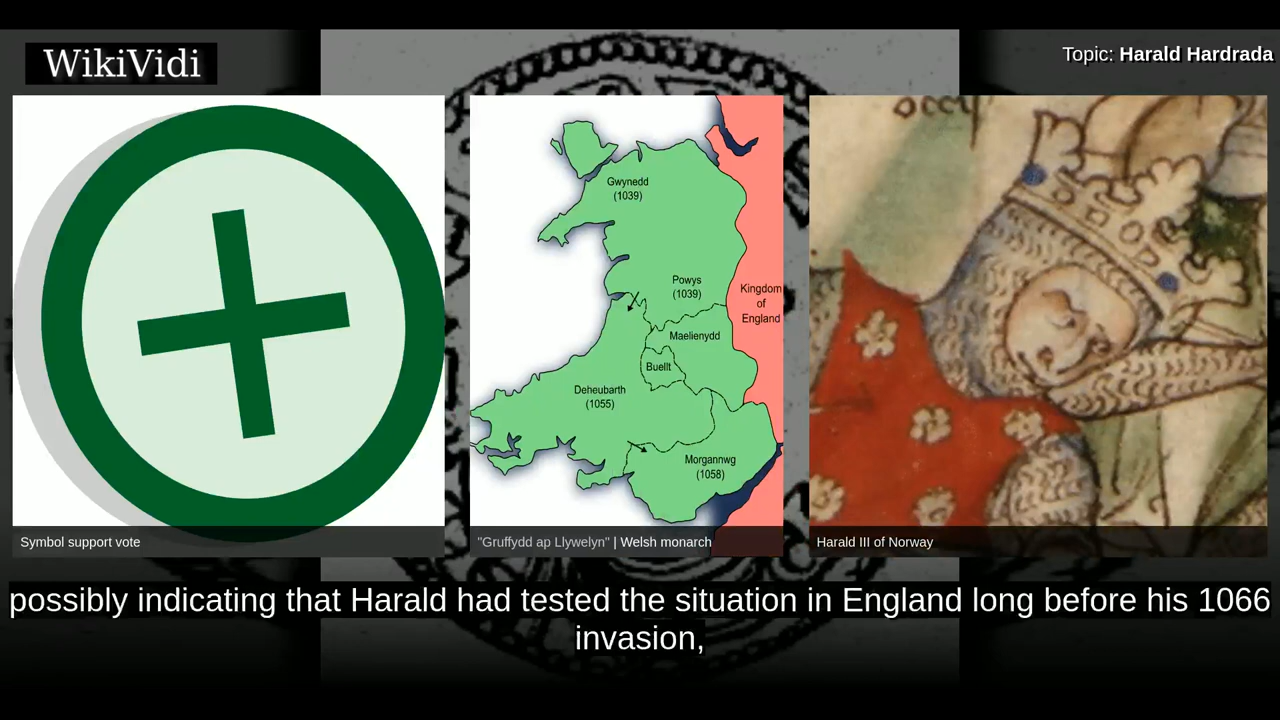 WikiVidi
Topic: Harald Hardrada
Gwynedd
(1039)
Powys
(1039)
Kingdom
of
England
Maelienydd
Buellt
Deheubarth
(1055)
Morgannwg
(1058)
Symbol support vote
"Gruffydd ap Llywelyn" | Welsh monarch
Harald III of Norway
possibly indicating that Harald had tested the situation in England long before his 1066
invasion,